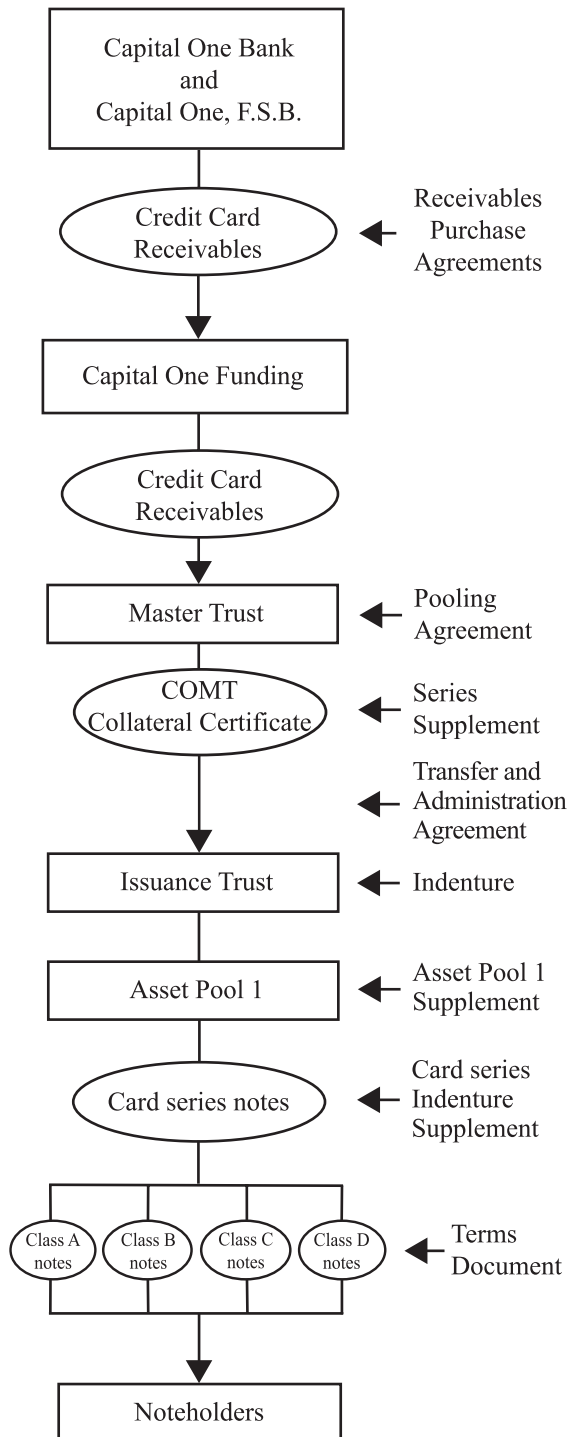 Capital One Bank
and
Capital One, F.S.B.
Credit Card
Receivables
Receivables
Purchase
Agreements
Capital One Funding
Credit Card
Receivables
Master Trust
Pooling
Agreement
COMT
Collateral Certificate
Series
Supplement
Transfer and
Administration
Agreement
Issuance Trust
Indenture
Asset Pool 1
Asset Pool 1
Supplement
Card series notes
Card series
Indenture
Supplement
Class A
notes
Class B
notes
Class C
notes
Class D
notes
Terms
Document
Noteholders